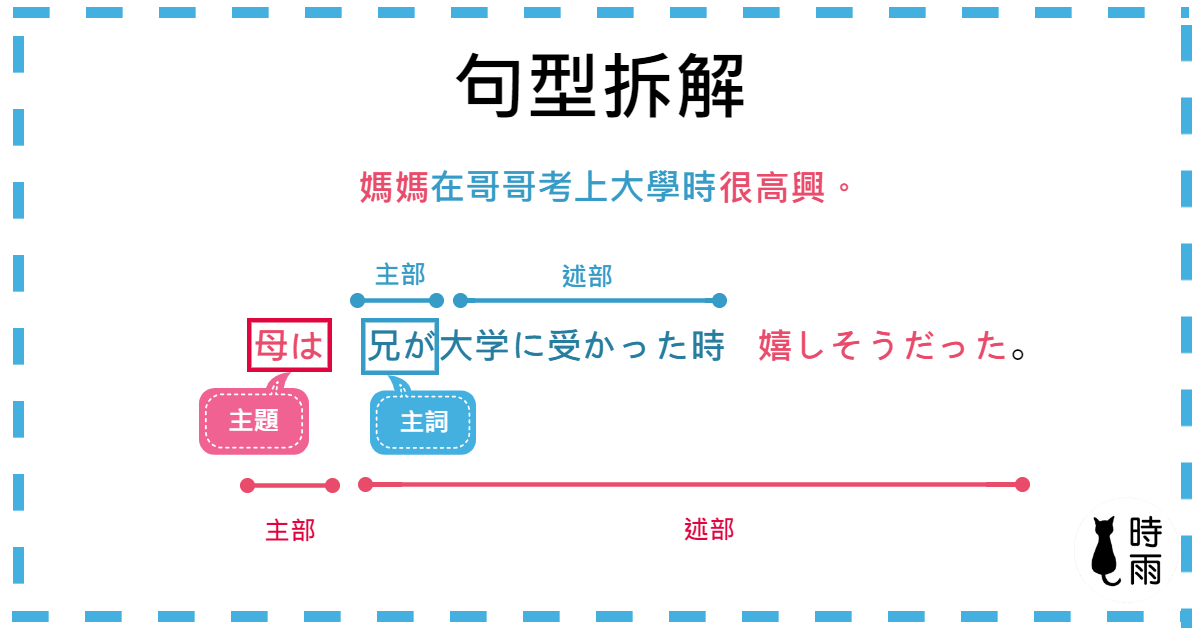 句型拆解
媽媽在哥哥考上大學時很高興。
主部 述部
母は 兄が大学に受かった時 嬉しそうだった。
主題 主詞
主部 述部
時雨